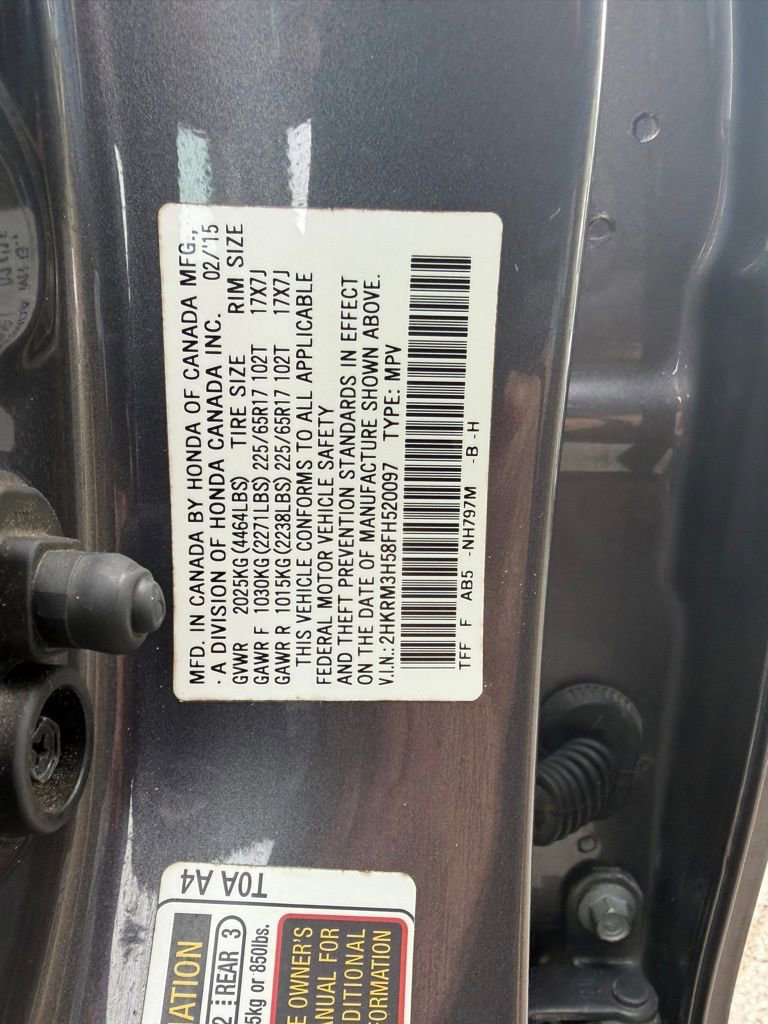 MFD. IN CANADA BY HONDA OF CANADA MFG.,
· A DIVISION OF HONDA CANADA INC. 02/'15
GVWR 2025KG(4464LBS) TIRE SIZE RIM SIZE
GAWR F 1030KG(2271LBS) 225/65R17 102T 17X7J
GAWR R 1015KG(2238LBS) 225/65R17 102T 17X7J
THIS VEHICLE CONFORMS TO ALL APPLICABLE
FEDERAL MOTOR VEHICLE SAFETY
AND THEFT PREVENTION STANDARDS IN EFFECT
ON THE DATE OF MANUFACTURE SHOWN ABOVE.
V.I.N.: 2HKRM3H58FH520097 TYPE: MPV
TFF F AB5 -NH797M -B -H
T0A A4
ATION
2 REAR 3
5kg or 850lbs.
E OWNER'S
ANUAL FOR
DITIONAL
FORMATION